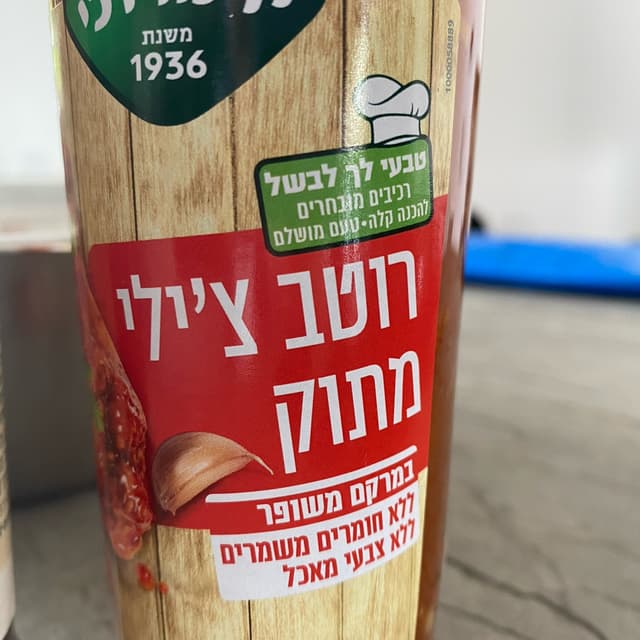 משנת
1936
1000058889
טבעי לך לבשל
רכיבים מובחרים
להכנה קלה•טעם מושלם
רוטב צ'ילי
מתוק
במרקם משופר
ללא חומרים משמרים
ללא צבעי מאכל